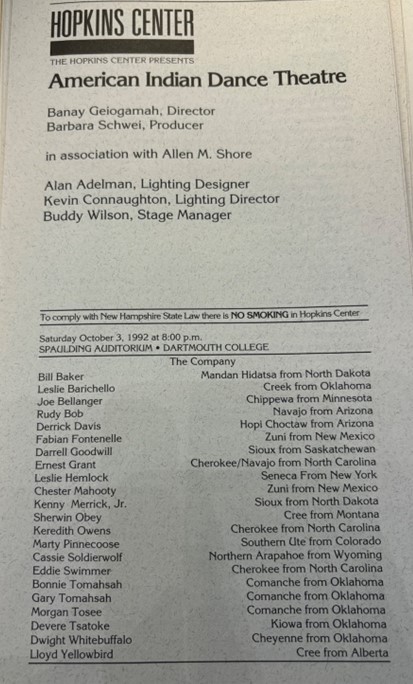 HOPKINS CENTER
THE HOPKINS CENTER PRESENTS
American Indian Dance Theatre
Banay Geiogamah, Director
Barbara Schwei, Producer
in association with Allen M. Shore
Alan Adelman, Lighting Designer
Kevin Connaughton, Lighting Director
Buddy Wilson, Stage Manager
To comply with New Hampshire State Law there is NO SMOKING in Hopkins Center
Saturday October 3, 1992 at 8:00 p.m.
SPAULDING AUDITORIUM • DARTMOUTH COLLEGE
The Company
Bill Baker Mandan Hidatsa from North Dakota
Leslie Barichello Creek from Oklahoma
Joe Bellanger Chippewa from Minnesota
Rudy Bob Navajo from Arizona
Derrick Davis Hopi Choctaw from Arizona
Fabian Fontenelle Zuni from New Mexico
Darrell Goodwill Sioux from Saskatchewan
Ernest Grant Cherokee/Navajo from North Carolina
Leslie Hemlock Seneca From New York
Chester Mahooty Zuni from New Mexico
Kenny Merrick, Jr. Sioux from North Dakota
Sherwin Obey Cree from Montana
Keredith Owens Cherokee from North Carolina
Marty Pinnecoose Southern Ute from Colorado
Cassie Soldierwolf Northern Arapahoe from Wyoming
Eddie Swimmer Cherokee from North Carolina
Bonnie Tomahsah Comanche from Oklahoma
Gary Tomahsah Comanche from Oklahoma
Morgan Tosee Comanche from Oklahoma
Devere Tsatoke Kiowa from Oklahoma
Dwight Whitebuffalo Cheyenne from Oklahoma
Lloyd Yellowbird Cree from Alberta